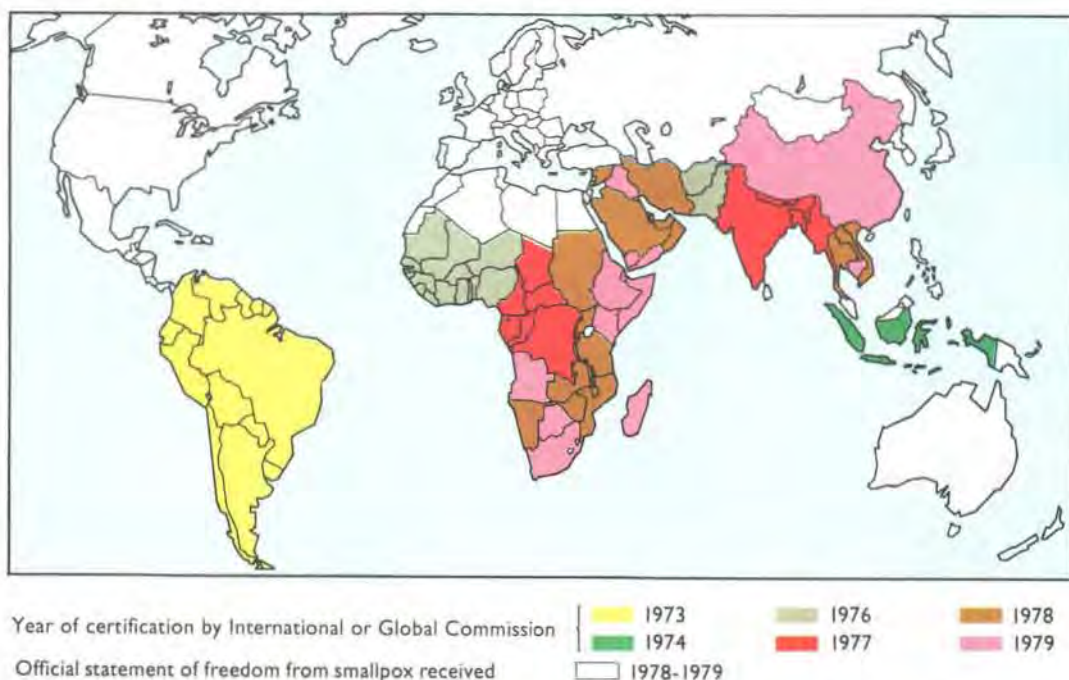 Year of certification by International or Global Commission 1973 1976 1978
1974 1977 1979
Official statement of freedom from smallpox received 1978-1979